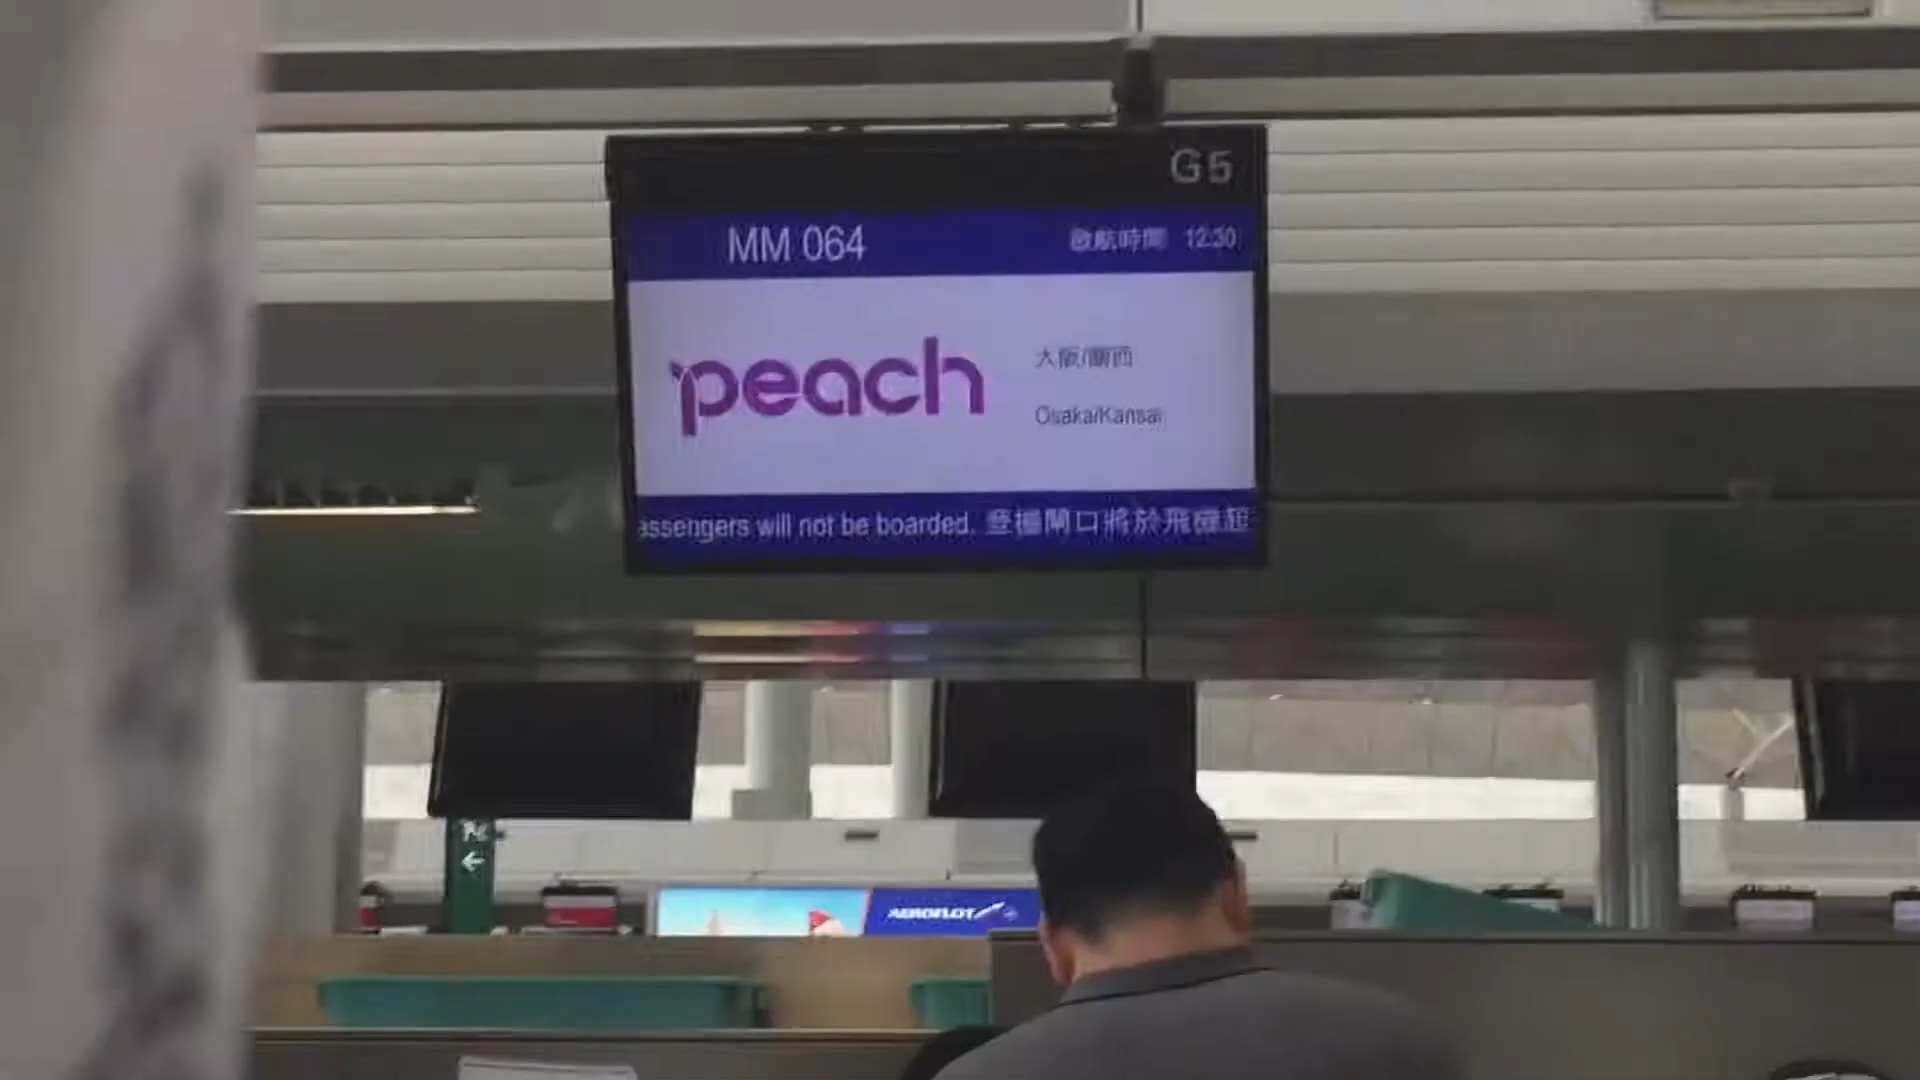 G5
MM 064 啟航時間 12:30
peach
大阪/關西
Osaka/Kansai
assengers will not be boarded. 登機閘口將於飛機起
AEROFLOT